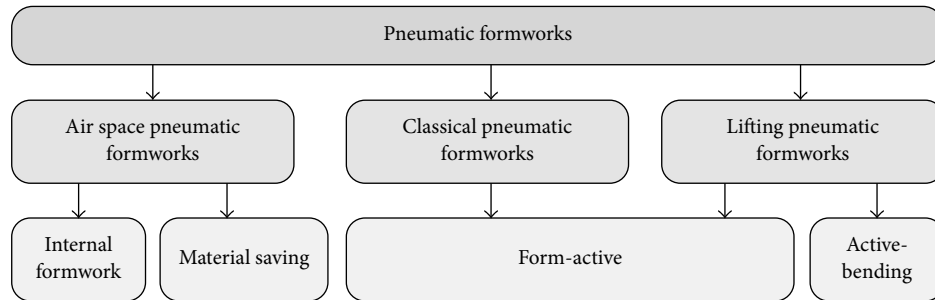 Pneumatic formworks
Air space pneumatic
formworks
Classical pneumatic
formworks
Lifting pneumatic
formworks
Internal
formwork
Material saving
Form-active
Active-
bending